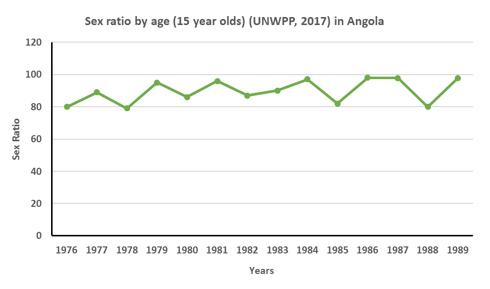 Sex ratio by age (15 year olds) (UNWPP, 2017) in Angola
120
100
80
60
40
20
0
Sex Ratio
1976 1977 1978 1979 1980 1981 1982 1983 1984 1985 1986 1987 1988 1989
Years